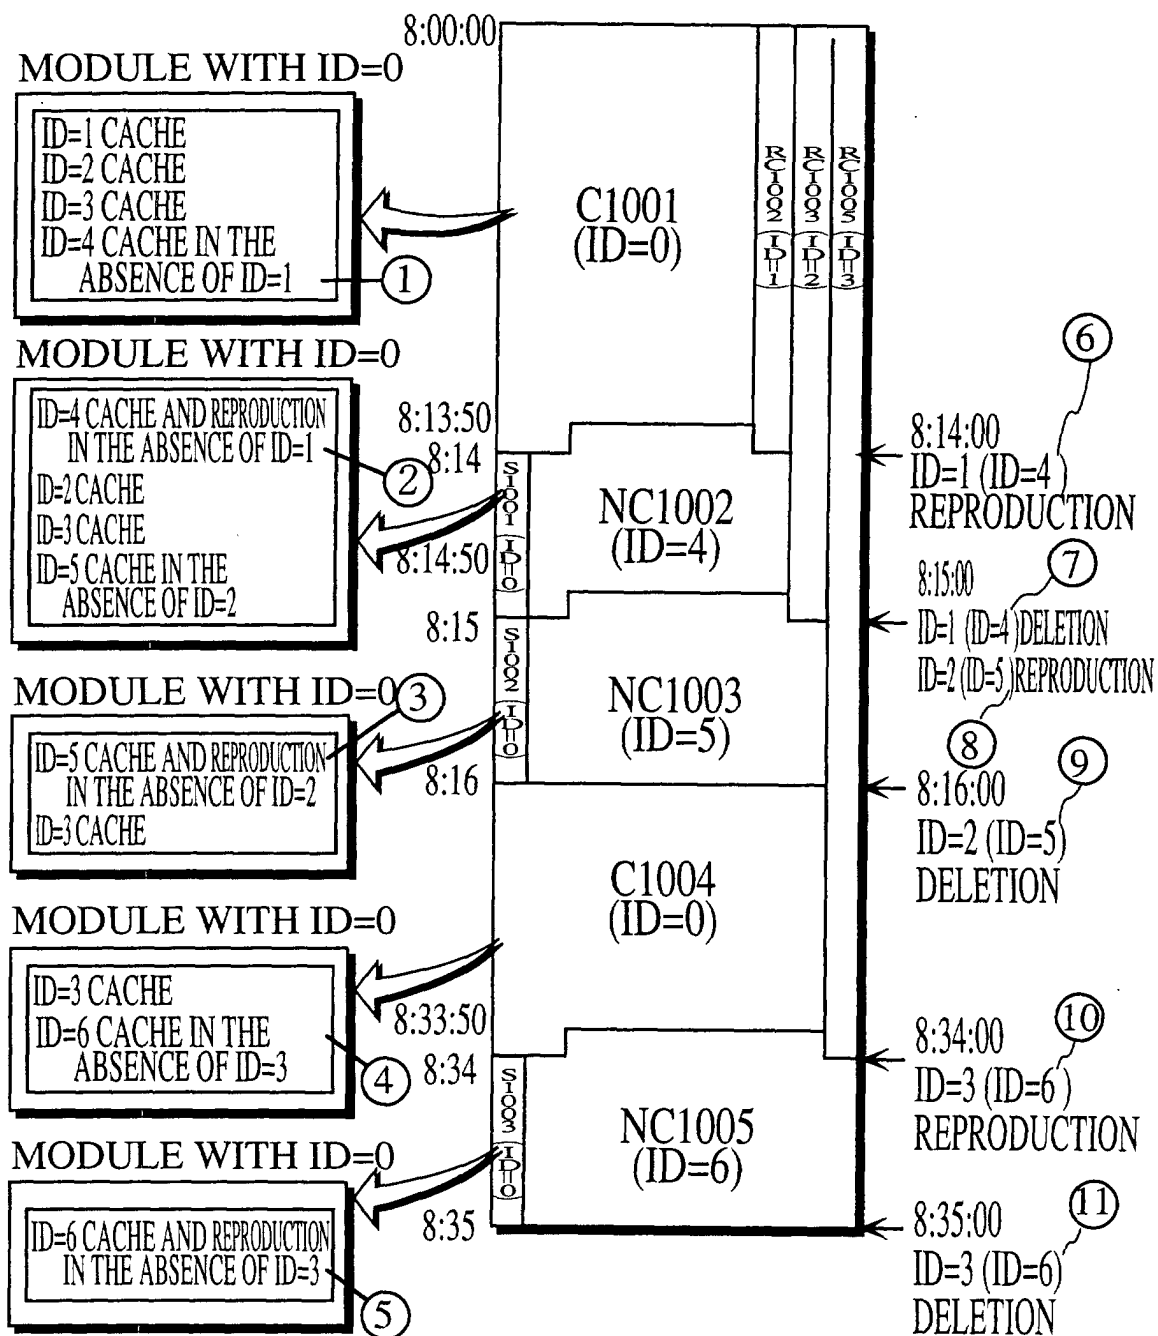 8:00:00
MODULE WITH ID=0
ID=1 CACHE
ID=2 CACHE
ID=3 CACHE
ID=4 CACHE IN THE
ABSENCE OF ID=1
1
C1001
(ID=0)
RC1002 (ID=1)
RC1003 (ID=2)
RC1005 (ID=3)
MODULE WITH ID=0
ID=4 CACHE AND REPRODUCTION
IN THE ABSENCE OF ID=1
2
ID=2 CACHE
ID=3 CACHE
ID=5 CACHE IN THE
ABSENCE OF ID=2
8:13:50
8:14
8:14:50
8:15
S1001 (ID=0)
NC1002
(ID=4)
6
8:14:00
ID=1 (ID=4)
REPRODUCTION
7
8:15:00
ID=1 (ID=4) DELETION
ID=2 (ID=5) REPRODUCTION
8
MODULE WITH ID=0
3
ID=5 CACHE AND REPRODUCTION
IN THE ABSENCE OF ID=2
ID=3 CACHE
S1002 (ID=0)
NC1003
(ID=5)
8:16
9
8:16:00
ID=2 (ID=5)
DELETION
MODULE WITH ID=0
ID=3 CACHE
ID=6 CACHE IN THE
ABSENCE OF ID=3
4
C1004
(ID=0)
8:33:50
8:34
10
8:34:00
ID=3 (ID=6)
REPRODUCTION
MODULE WITH ID=0
ID=6 CACHE AND REPRODUCTION
IN THE ABSENCE OF ID=3
5
S1003 (ID=0)
NC1005
(ID=6)
8:35
11
8:35:00
ID=3 (ID=6)
DELETION